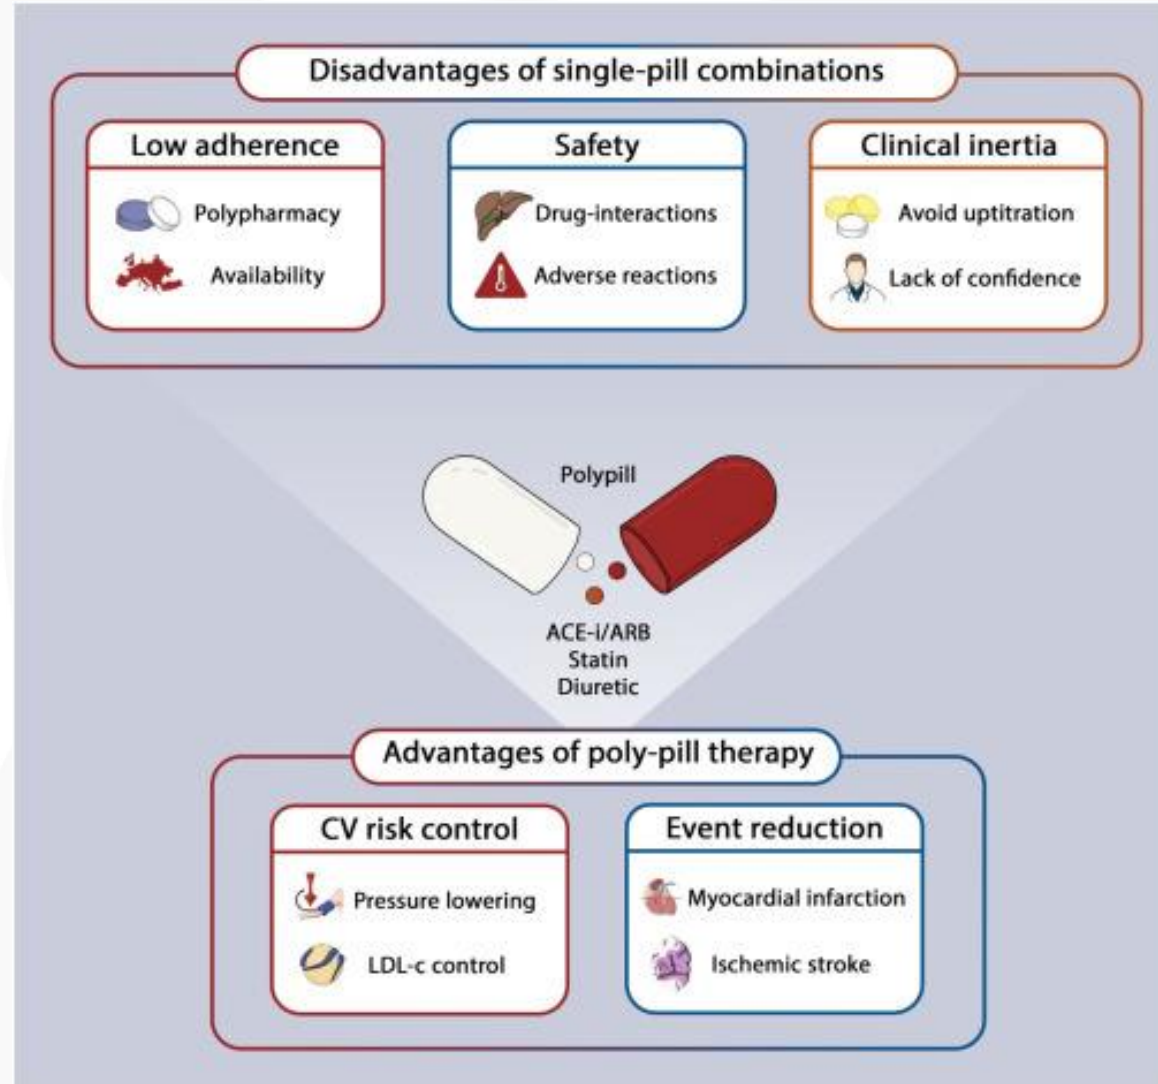 Disadvantages of single-pill combinations
Low adherence
Polypharmacy
Availability
Safety
Drug-interactions
Adverse reactions
Clinical inertia
Avoid uptitration
Lack of confidence
Polypill
ACE-i/ARB
Statin
Diuretic
Advantages of poly-pill therapy
CV risk control
Pressure lowering
LDL-c control
Event reduction
Myocardial infarction
Ischemic stroke